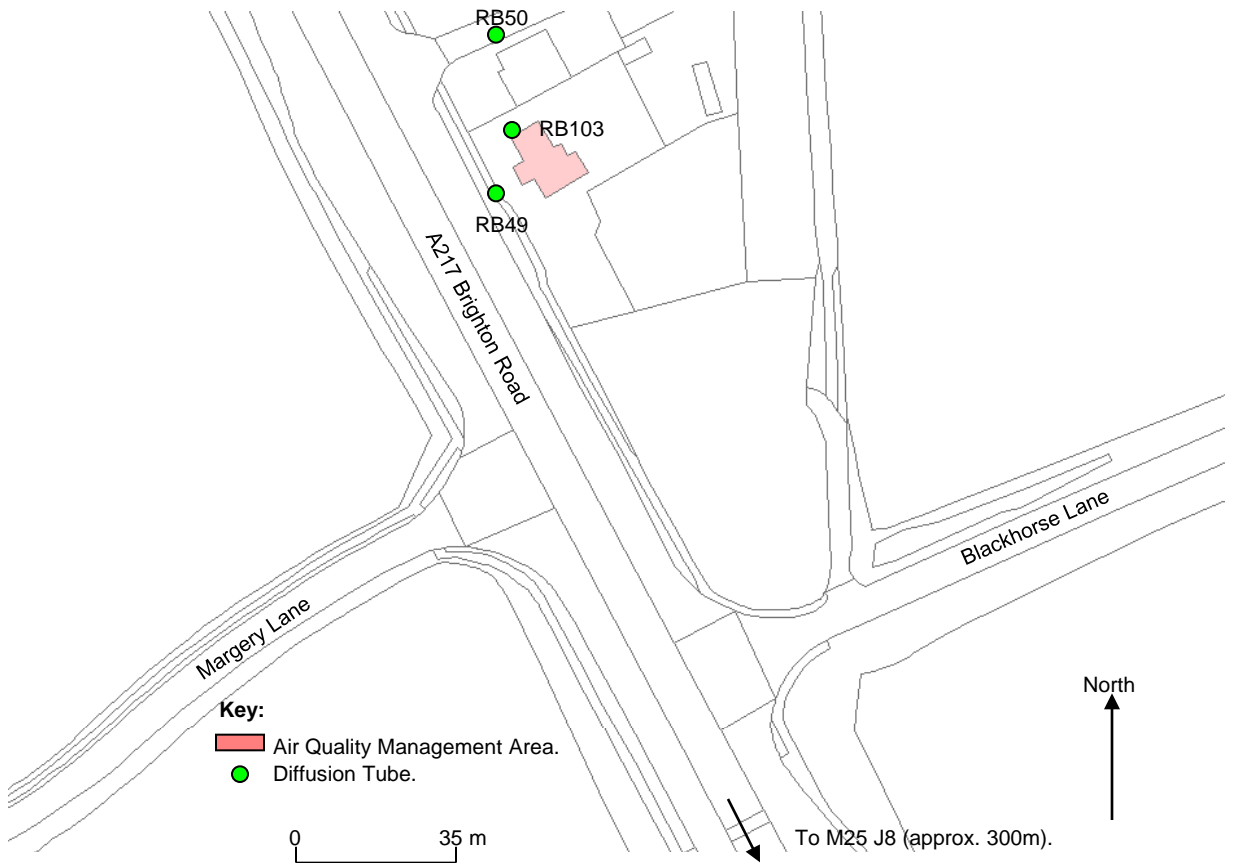 RB50
RB103
RB49
A217 Brighton Road
Blackhorse Lane
Margery Lane
North
Key:
Air Quality Management Area.
Diffusion Tube.
0 35 m
To M25 J8 (approx. 300m).